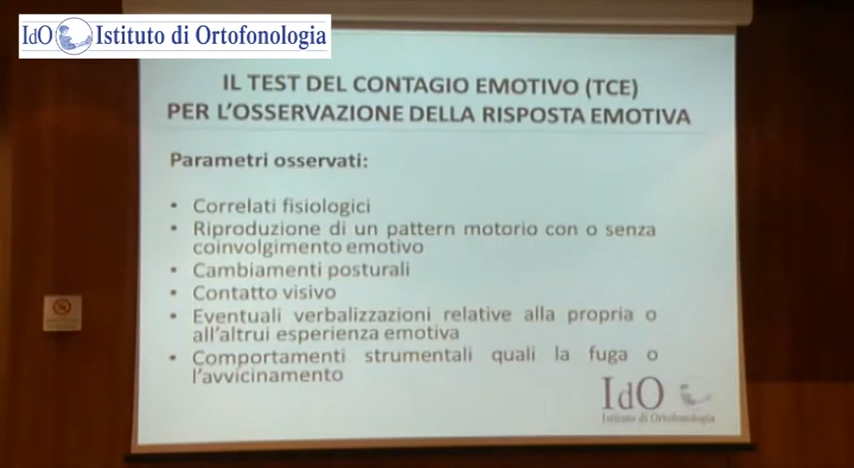 IdO Istituto di Ortofonologia
IL TEST DEL CONTAGIO EMOTIVO (TCE)
PER L'OSSERVAZIONE DELLA RISPOSTA EMOTIVA
Parametri osservati:
• Correlati fisiologici
• Riproduzione di un pattern motorio con o senza
coinvolgimento emotivo
• Cambiamenti posturali
• Contatto visivo
• Eventuali verbalizzazioni relative alla propria o
all'altrui esperienza emotiva
• Comportamenti strumentali quali la fuga o
l'avvicinamento
IdO
Istituto di Ortofonologia